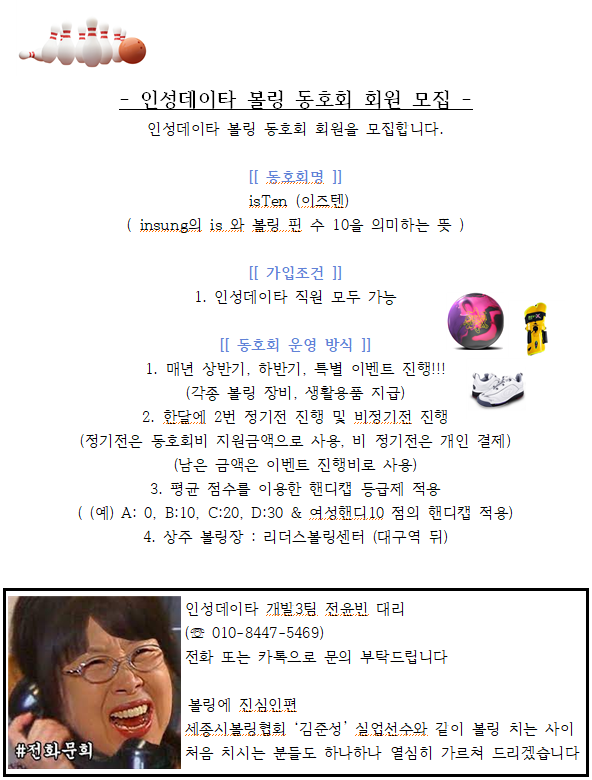 - 인성데이타 볼링 동호회 회원 모집 -
인성데이타 볼링 동호회 회원을 모집힙니다.
[[ 동호회명 ]]
isTen (이즈텐)
( insung의 is 와 볼링 핀 수 10을 의미하는 뜻 )
[[ 가입조건 ]]
1. 인성데이타 직원 모두 가능
[[ 동호회 운영 방식 ]]
1. 매년 상반기, 하반기, 특별 이벤트 진행!!!
(각종 볼링 장비, 생활용품 지급)
2. 한달에 2번 정기전 진행 및 비정기전 진행
(정기전은 동호회비 지원금액으로 사용, 비 정기전은 개인 결제)
(남은 금액은 이벤트 진행비로 사용)
3. 평균 점수를 이용한 핸디캡 등급제 적용
( (예) A: 0, B:10, C:20, D:30 & 여성핸디10 점의 핸디캡 적용)
4. 상주 볼링장 : 리더스볼링센터 (대구역 뒤)
인성데이타 개빌3팀 전윤빈 대리
(☏ 010-8447-5469)
전화 또는 카톡으로 문의 부탁드립니다
볼링에 진심인편
세종시볼링협회 ‘김준성’ 실업선수와 같이 볼링 치는 사이
처음 치시는 분들도 하나하나 열심히 가르쳐 드리겠습니다
#전화문희